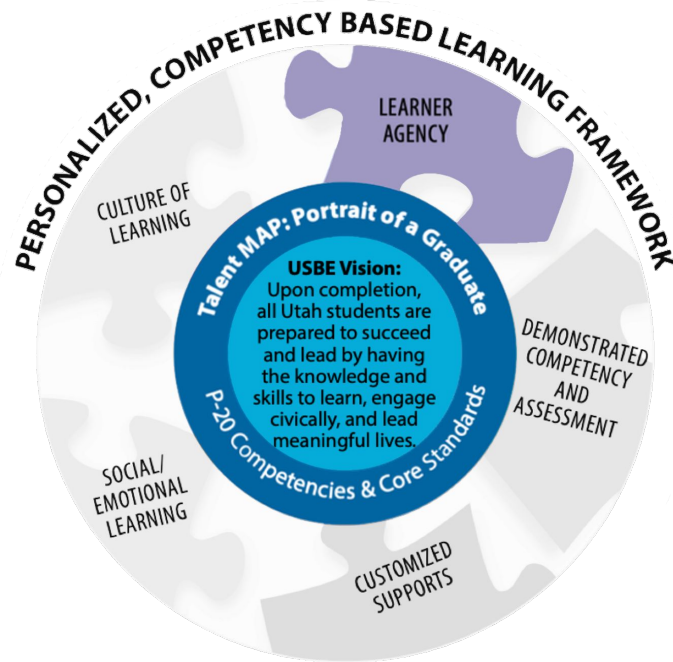 PERSONALIZED, COMPETENCY BASED LEARNING FRAMEWORK
LEARNER
AGENCY
CULTURE OF
LEARNING
Talent MAP: Portrait of a Graduate
USBE Vision:
Upon completion,
all Utah students are
prepared to succeed
and lead by having
the knowledge and
skills to learn, engage
civically, and lead
meaningful lives.
P-20 Competencies & Core Standards
DEMONSTRATED
COMPETENCY
AND
ASSESSMENT
SOCIAL/
EMOTIONAL
LEARNING
CUSTOMIZED
SUPPORTS